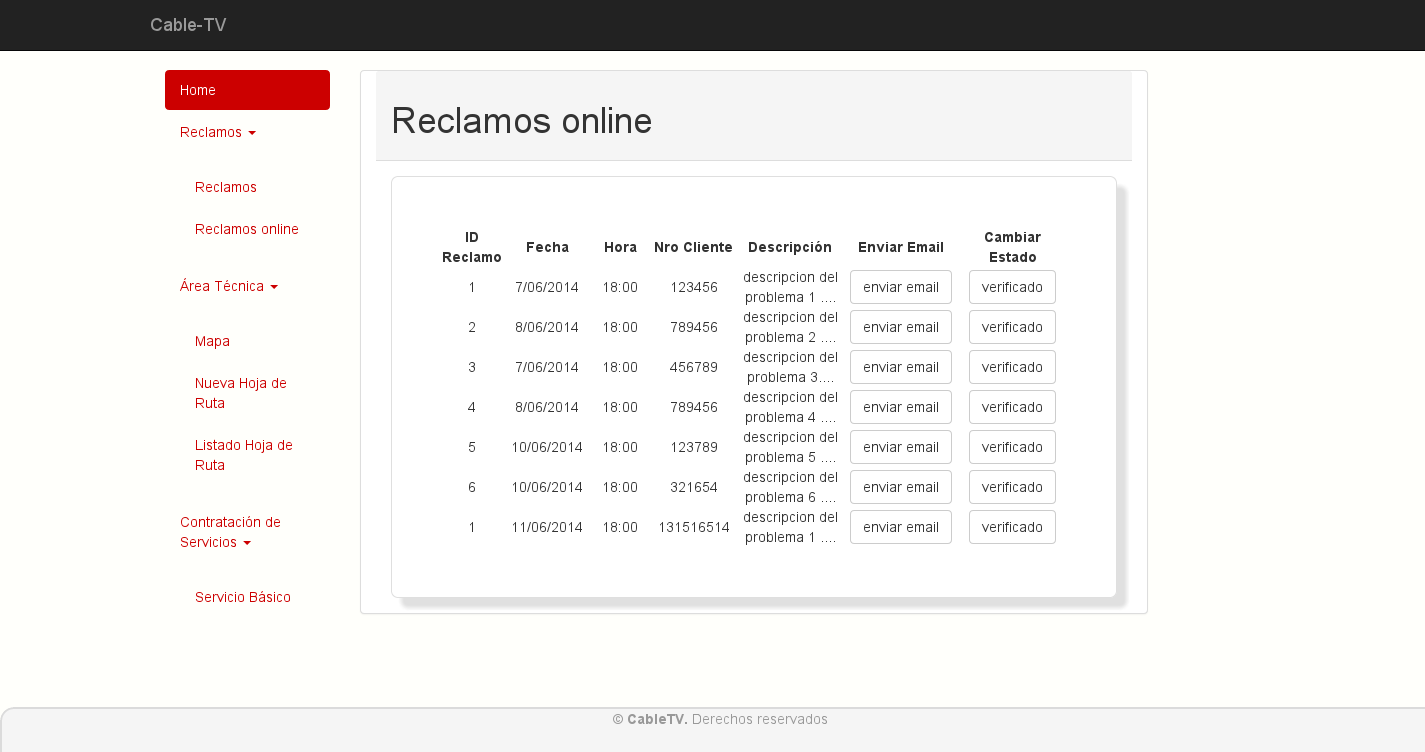 Cable-TV
Home
Reclamos
Reclamos
Reclamos online
Área Técnica
Mapa
Nueva Hoja de
Ruta
Listado Hoja de
Ruta
Contratación de
Servicios
Servicio Básico
Reclamos online
ID Reclamo Fecha Hora Nro Cliente Descripción Enviar Email Cambiar Estado
1 7/06/2014 18:00 123456 descripcion del problema 1 .... enviar email verificado
2 8/06/2014 18:00 789456 descripcion del problema 2 .... enviar email verificado
3 7/06/2014 18:00 456789 descripcion del problema 3.... enviar email verificado
4 8/06/2014 18:00 789456 descripcion del problema 4 .... enviar email verificado
5 10/06/2014 18:00 123789 descripcion del problema 5 .... enviar email verificado
6 10/06/2014 18:00 321654 descripcion del problema 6 .... enviar email verificado
1 11/06/2014 18:00 131516514 descripcion del problema 1 .... enviar email verificado
© CableTV. Derechos reservados